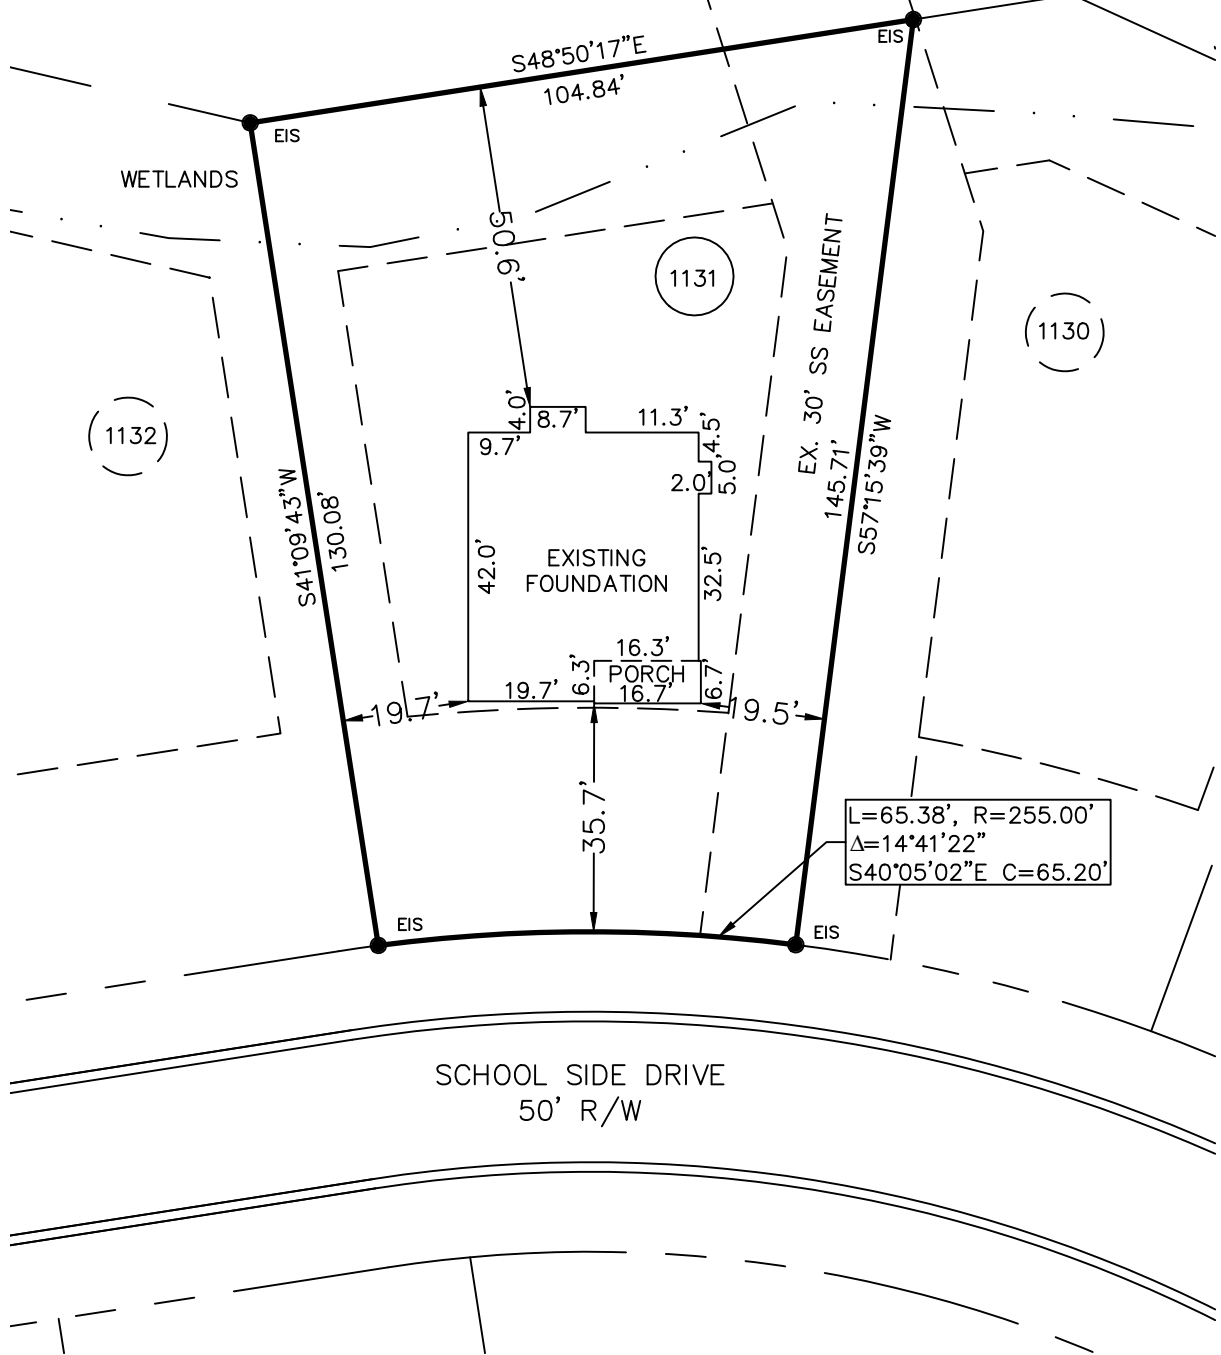 S48°50'17"E
104.84'
EIS
EIS
WETLANDS
50.6'
1131
1130
1132
EX. 30' SS EASEMENT
145.71'
S57°15'39"W
S41°09'43"W
130.08'
4.0'
8.7'
9.7'
11.3'
4.5'
5.0'
2.0'
42.0'
EXISTING
FOUNDATION
32.5'
16.3'
6.3'
PORCH
6.7'
19.7'
16.7'
19.7'
19.5'
35.7'
L=65.38', R=255.00'
Δ=14°41'22"
S40°05'02"E C=65.20'
EIS
EIS
SCHOOL SIDE DRIVE
50' R/W